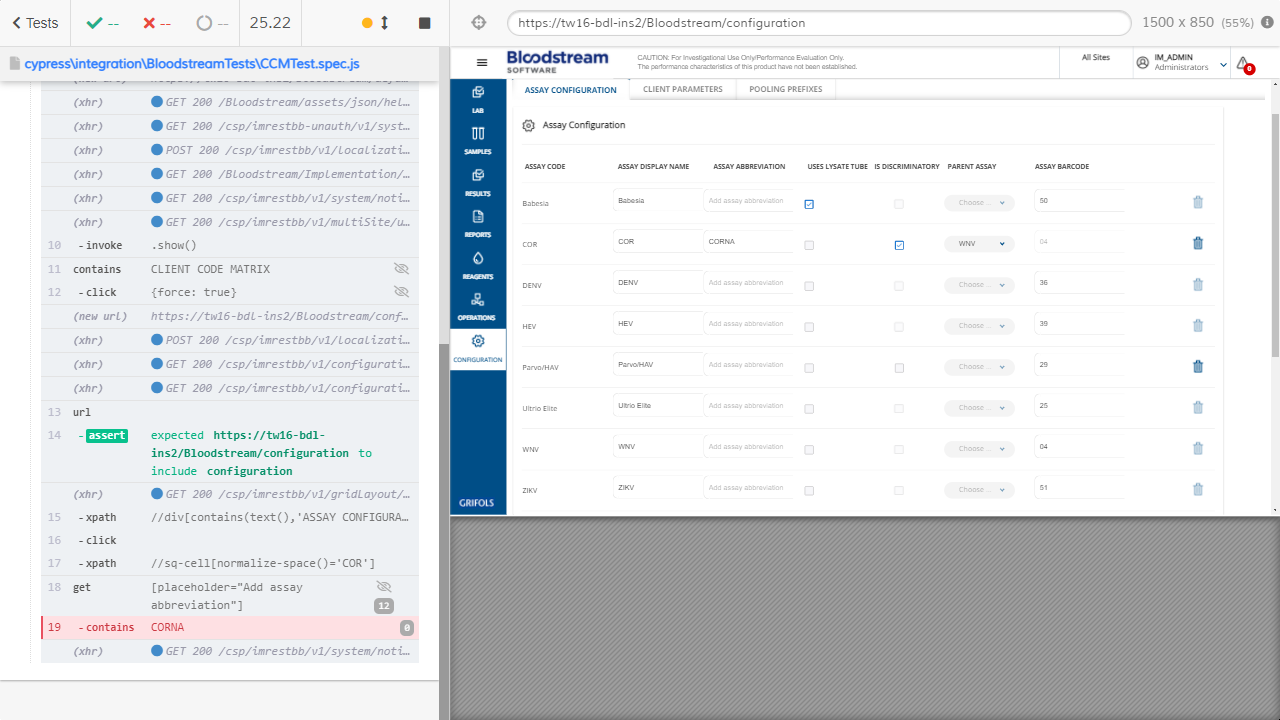 Tests
--
--
--
25.22
https://tw16-bdl-ins2/Bloodstream/configuration
1500 x 850 (55%)
cypress\integration\BloodstreamTests\CCMTest.spec.js
(xhr) GET 200 /Bloodstream/assets/json/hel…
(xhr) GET 200 /csp/imrestbb-unauth/v1/syst…
(xhr) POST 200 /csp/imrestbb/v1/localizati…
(xhr) GET 200 /Bloodstream/Implementation/…
(xhr) GET 200 /csp/imrestbb/v1/system/noti…
(xhr) GET 200 /csp/imrestbb/v1/multiSite/u…
10 - invoke .show()
11 contains CLIENT CODE MATRIX
12 - click {force: true}
(new url) https://tw16-bdl-ins2/Bloodstream/conf…
(xhr) POST 200 /csp/imrestbb/v1/localizati…
(xhr) GET 200 /csp/imrestbb/v1/configurati…
(xhr) GET 200 /csp/imrestbb/v1/configurati…
13 url
14 - assert expected https://tw16-bdl-
ins2/Bloodstream/configuration to
include configuration
(xhr) GET 200 /csp/imrestbb/v1/gridLayout/…
15 - xpath //div[contains(text(),'ASSAY CONFIGURA…
16 - click
17 - xpath //sq-cell[normalize-space()='COR']
18 get [placeholder="Add assay
abbreviation"] 12
19 - contains CORNA 0
(xhr) GET 200 /csp/imrestbb/v1/system/noti…
Bloodstream
SOFTWARE
CAUTION: For Investigational Use Only/Performance Evaluation Only.
The performance characteristics of this product have not been established.
All Sites
IM_ADMIN
Administrators
0
LAB
SAMPLES
RESULTS
REPORTS
REAGENTS
OPERATIONS
CONFIGURATION
GRIFOLS
ASSAY CONFIGURATION CLIENT PARAMETERS POOLING PREFIXES
Assay Configuration
ASSAY CODE ASSAY DISPLAY NAME ASSAY ABBREVIATION USES LYSATE TUBE IS DISCRIMINATORY PARENT ASSAY ASSAY BARCODE
Babesia Babesia Add assay abbreviation Choose ... 50
COR COR CORNA WNV 04
DENV DENV Add assay abbreviation Choose ... 36
HEV HEV Add assay abbreviation Choose ... 39
Parvo/HAV Parvo/HAV Add assay abbreviation Choose ... 29
Ultrio Elite Ultrio Elite Add assay abbreviation Choose ... 25
WNV WNV Add assay abbreviation Choose ... 04
ZIKV ZIKV Add assay abbreviation Choose ... 51